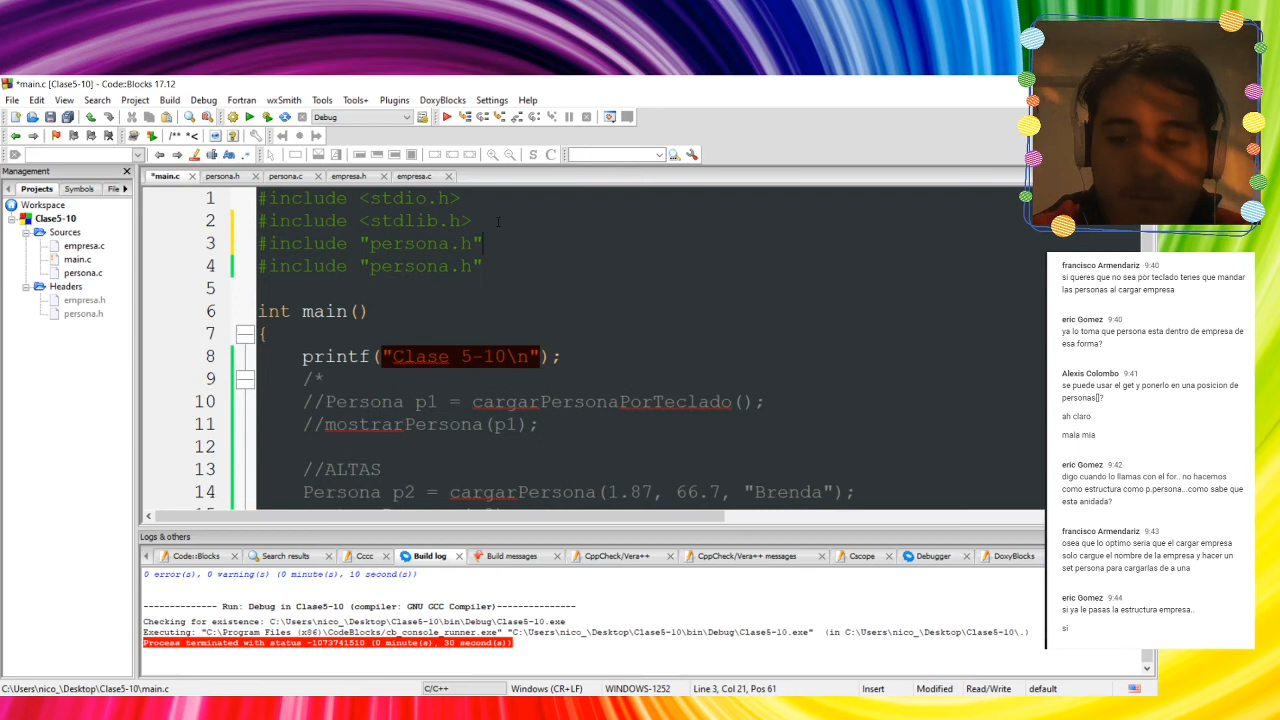 *main.c [Clase5-10] - Code::Blocks 17.12
File Edit View Search Project Build Debug Fortran wxSmith Tools Tools+ Plugins DoxyBlocks Settings Help
Debug
Management
Projects Symbols File
Workspace
Clase5-10
Sources
empresa.c
main.c
persona.c
Headers
empresa.h
persona.h
*main.c persona.h persona.c empresa.h empresa.c
1 #include <stdio.h>
2 #include <stdlib.h>
3 #include "persona.h"
4 #include "persona.h"
5
6 int main()
7 {
8 printf("Clase 5-10\n");
9 /*
10 //Persona p1 = cargarPersonaPorTeclado();
11 //mostrarPersona(p1);
12
13 //ALTAS
14 Persona p2 = cargarPersona(1.87, 66.7, "Brenda");
Logs & others
Code::Blocks Search results Cccc Build log Build messages CppCheck/Vera++ CppCheck/Vera++ messages Cscope Debugger DoxyBlocks
0 error(s), 0 warning(s) (0 minute(s), 10 second(s))
-------------- Run: Debug in Clase5-10 (compiler: GNU GCC Compiler)---------------
Checking for existence: C:\Users\nico_\Desktop\Clase5-10\bin\Debug\Clase5-10.exe
Executing: "C:\Program Files (x86)\CodeBlocks/cb_console_runner.exe" "C:\Users\nico_\Desktop\Clase5-10\bin\Debug\Clase5-10.exe" (in C:\Users\nico_\Desktop\Clase5-10\.)
Process terminated with status -1073741510 (0 minute(s), 30 second(s))
C:\Users\nico_\Desktop\Clase5-10\main.c C/C++ Windows (CR+LF) WINDOWS-1252 Line 3, Col 21, Pos 61 Insert Modified Read/Write default
francisco Armendariz 9:40
si queres que no sea por teclado tenes que mandar
las personas al cargar empresa
eric Gomez 9:40
ya lo toma que persona esta dentro de empresa de
esa forma?
Alexis Colombo 9:41
se puede usar el get y ponerlo en una posicion de
personas[]?
ah claro
mala mia
eric Gomez 9:42
digo cuando lo llamas con el for.. no hacemos
como estructura como p.persona...como sabe que
esta anidada?
francisco Armendariz 9:43
osea que lo optimo seria que el cargar empresa
solo cargue el nombre de la empresa y hacer un
set persona para cargarlas de a una
eric Gomez 9:44
si ya le pasas la estructura empresa..
si